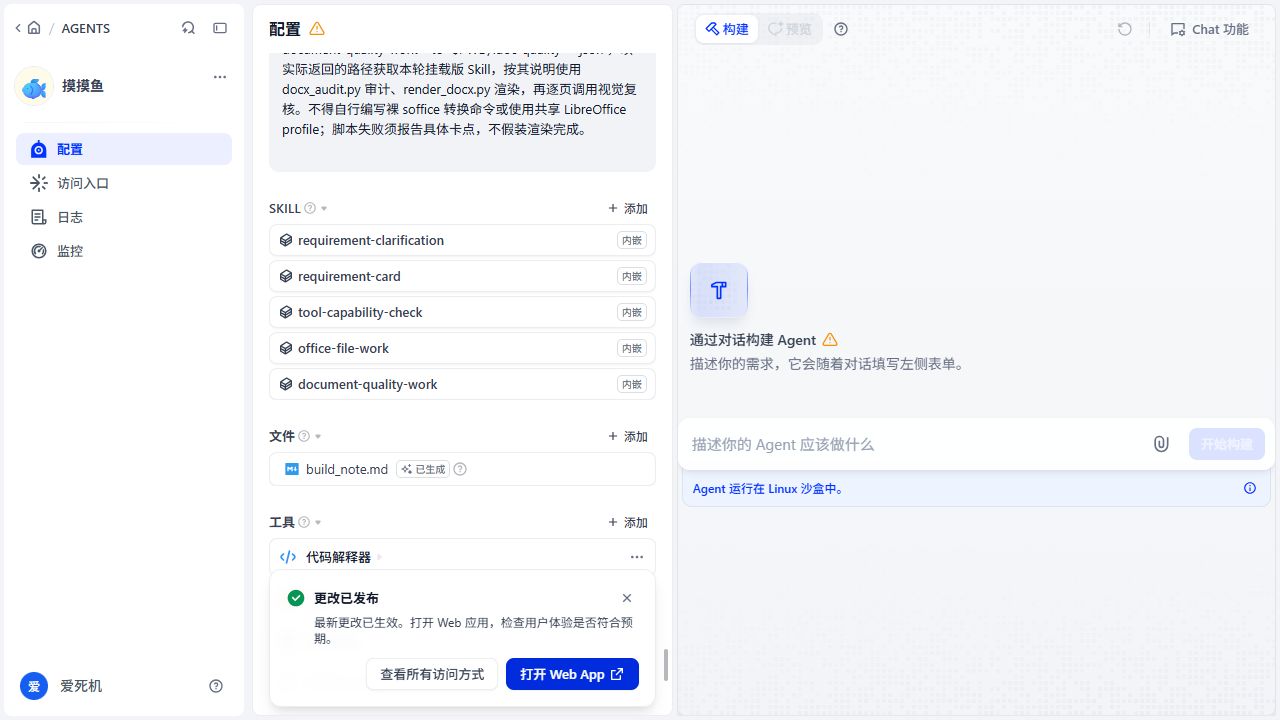 AGENTS
摸摸鱼
配置
访问入口
日志
监控
爱 爱死机
配置
实际返回的路径获取本轮挂载版 Skill，按其说明使用
docx_audit.py 审计、render_docx.py 渲染，再逐页调用视觉复
核。不得自行编写裸 soffice 转换命令或使用共享 LibreOffice
profile；脚本失败须报告具体卡点，不假装渲染完成。
SKILL
添加
requirement-clarification 内嵌
requirement-card 内嵌
tool-capability-check 内嵌
office-file-work 内嵌
document-quality-work 内嵌
文件
添加
build_note.md 已生成
工具
添加
代码解释器
更改已发布
最新更改已生效。打开 Web 应用，检查用户体验是否符合预
期。
查看所有访问方式
打开 Web App
构建
预览
Chat 功能
通过对话构建 Agent
描述你的需求，它会随着对话填写左侧表单。
描述你的 Agent 应该做什么
开始构建
Agent 运行在 Linux 沙盒中。